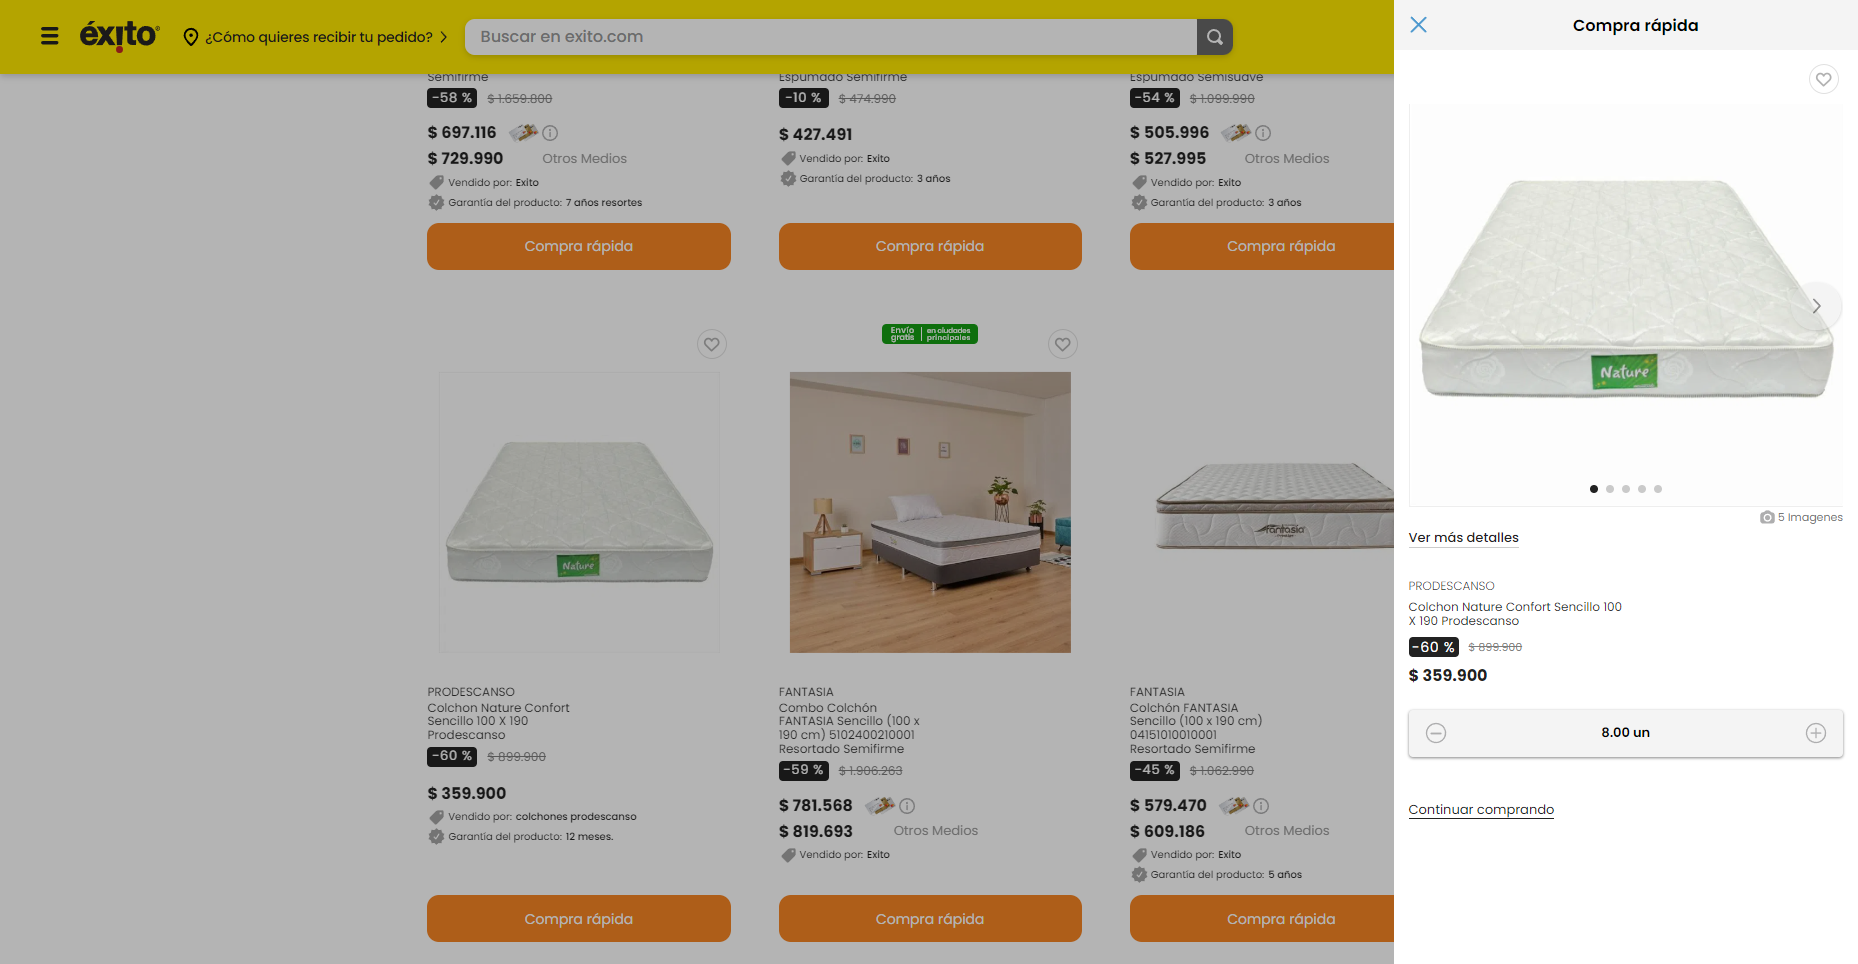 éxito
¿Cómo quieres recibir tu pedido?
Buscar en exito.com
Semifirme
-58 % $ 1.659.800
$ 697.116
$ 729.990 Otros Medios
Vendido por: Exito
Garantía del producto: 7 años resortes
Compra rápida
Espumado Semifirme
-10 % $ 474.990
$ 427.491
Vendido por: Exito
Garantía del producto: 3 años
Compra rápida
Espumado Semisuave
-54 % $ 1.099.990
$ 505.996
$ 527.995 Otros Medios
Vendido por: Exito
Garantía del producto: 3 años
Compra rápida
Nature
PRODESCANSO
Colchon Nature Confort
Sencillo 100 X 190
Prodescanso
-60 % $ 899.900
$ 359.900
Vendido por: colchones prodescanso
Garantía del producto: 12 meses.
Compra rápida
Envío
gratis
en ciudades
principales
FANTASIA
Combo Colchón
FANTASIA Sencillo (100 x
190 cm) 5102400210001
Resortado Semifirme
-59 % $ 1.906.263
$ 781.568
$ 819.693 Otros Medios
Vendido por: Exito
Compra rápida
fantasia
FANTASIA
Colchón FANTASIA
Sencillo (100 x 190 cm)
04151010010001
Resortado Semifirme
-45 % $ 1.062.990
$ 579.470
$ 609.186 Otros Medios
Vendido por: Exito
Garantía del producto: 5 años
Compra rápida
Compra rápida
Nature
5 Imagenes
Ver más detalles
PRODESCANSO
Colchon Nature Confort Sencillo 100
X 190 Prodescanso
-60 % $ 899.900
$ 359.900
8.00 un
Continuar comprando